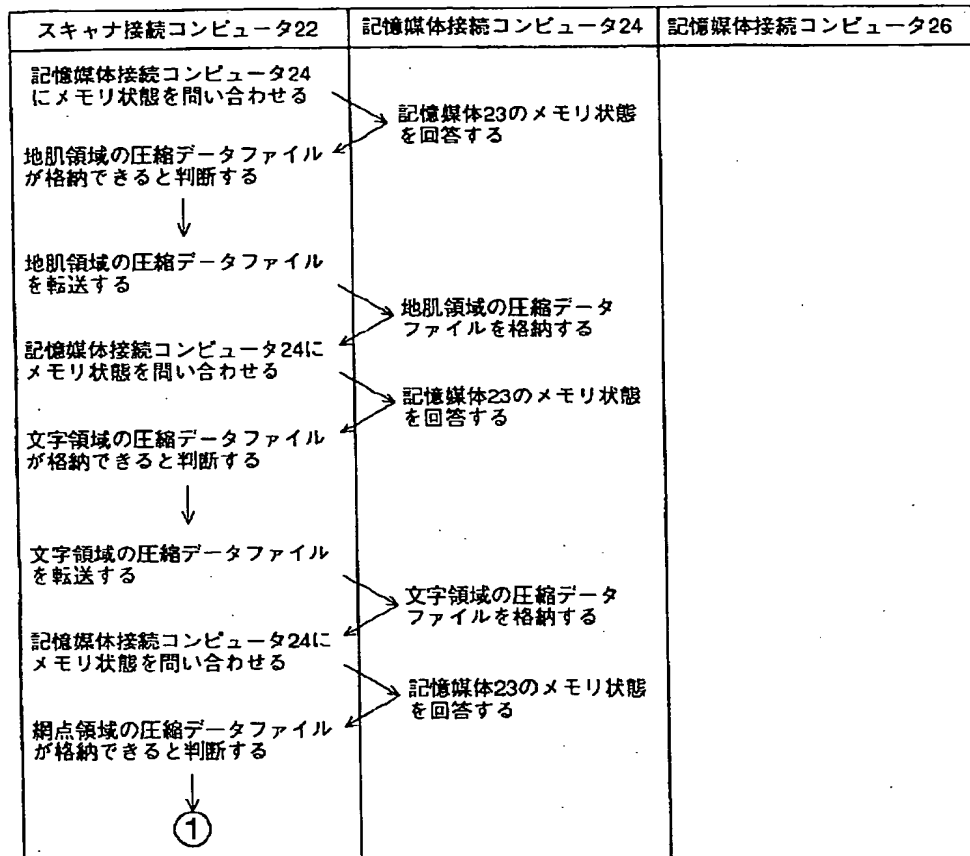 スキャナ接続コンピュータ22
記憶媒体接続コンピュータ24
記憶媒体接続コンピュータ26
記憶媒体接続コンピュータ24
にメモリ状態を問い合わせる
記憶媒体23のメモリ状態
を回答する
地肌領域の圧縮データファイル
が格納できると判断する
地肌領域の圧縮データファイル
を転送する
地肌領域の圧縮データ
ファイルを格納する
記憶媒体接続コンピュータ24に
メモリ状態を問い合わせる
記憶媒体23のメモリ状態
を回答する
文字領域の圧縮データファイル
が格納できると判断する
文字領域の圧縮データファイル
を転送する
文字領域の圧縮データ
ファイルを格納する
記憶媒体接続コンピュータ24に
メモリ状態を問い合わせる
記憶媒体23のメモリ状態
を回答する
網点領域の圧縮データファイル
が格納できると判断する
①